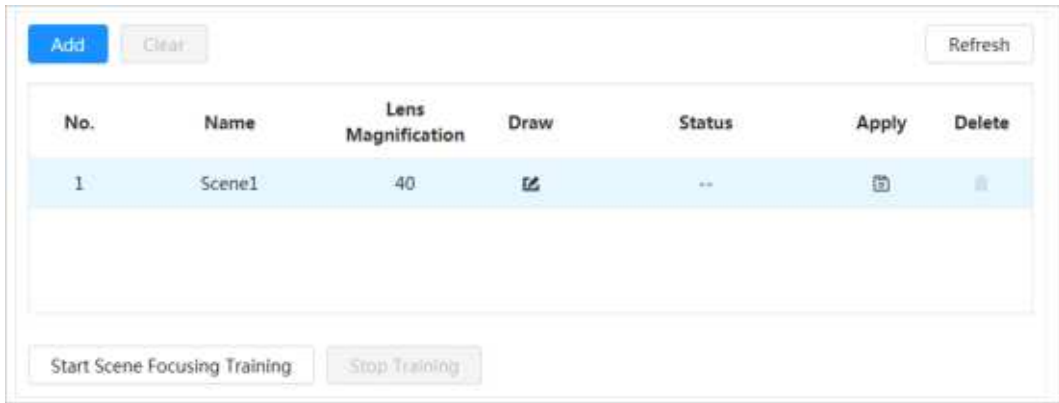 Add Clear Refresh
No. Name Lens Magnification Draw Status Apply Delete
1 Scene1 40 --
Start Scene Focusing Training Stop Training